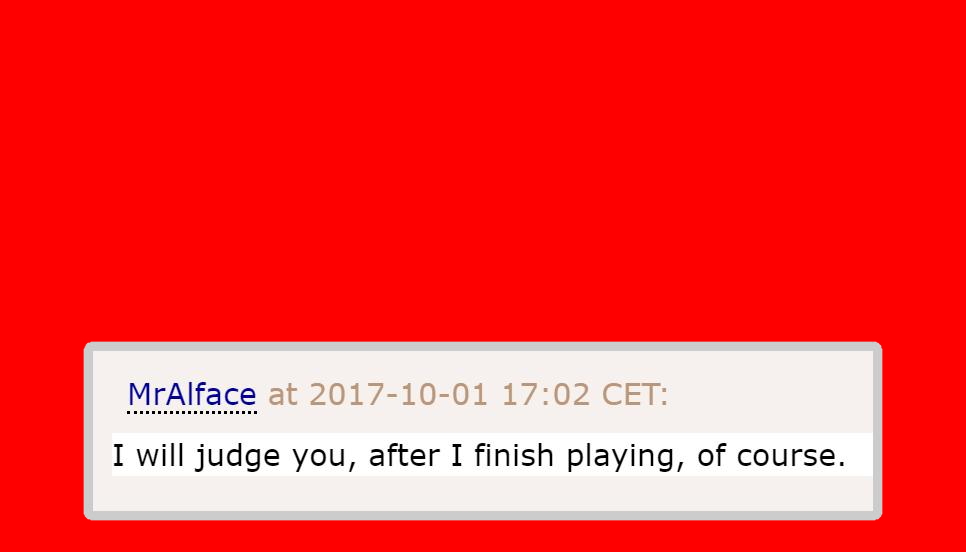 MrAlface at 2017-10-01 17:02 CET:
I will judge you, after I finish playing, of course.